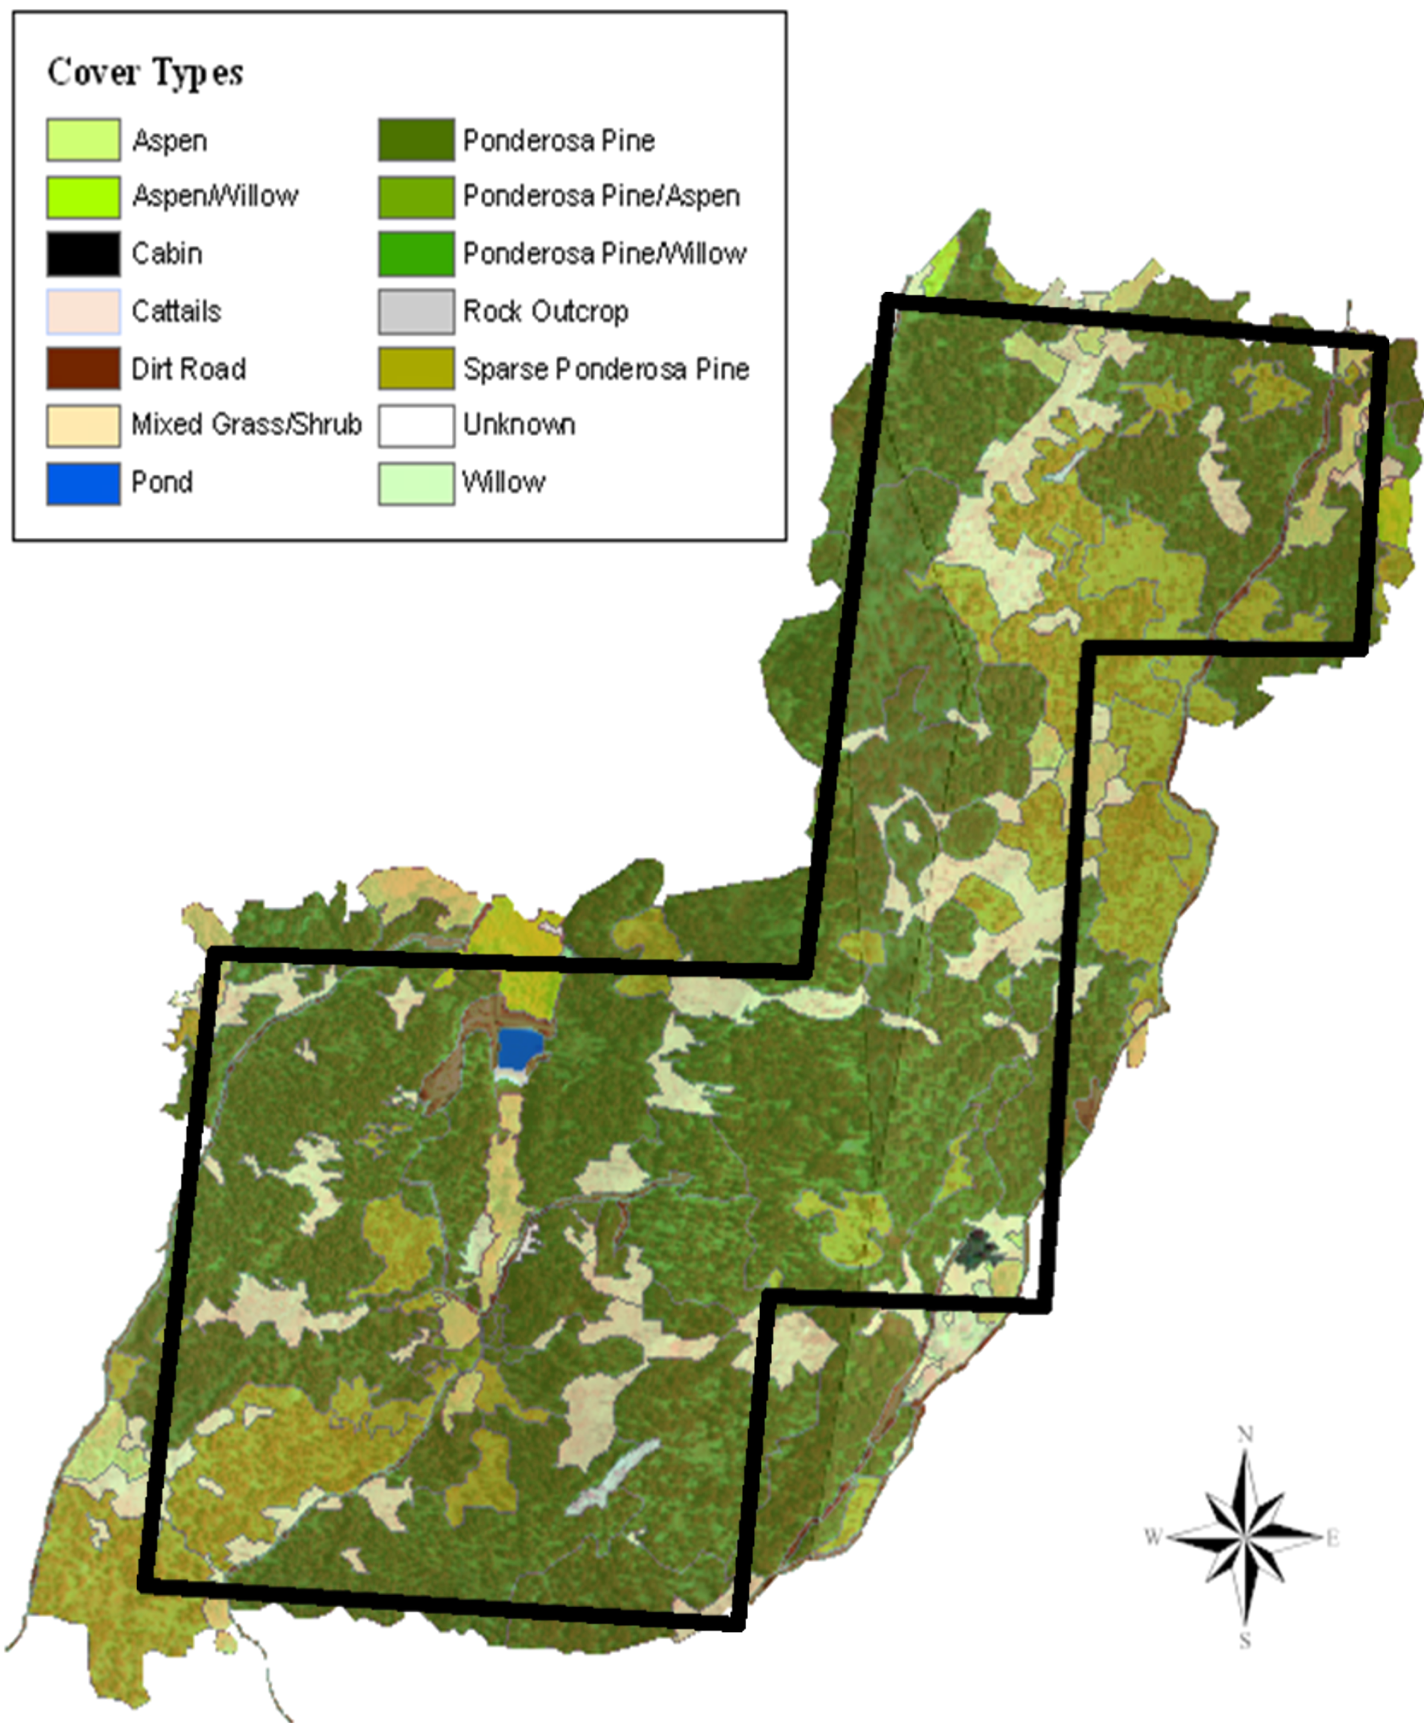 Cover Types
Aspen
Aspen/Willow
Cabin
Cattails
Dirt Road
Mixed Grass/Shrub
Pond
Ponderosa Pine
Ponderosa Pine/Aspen
Ponderosa Pine/Willow
Rock Outcrop
Sparse Ponderosa Pine
Unknown
Willow
N
W E
S